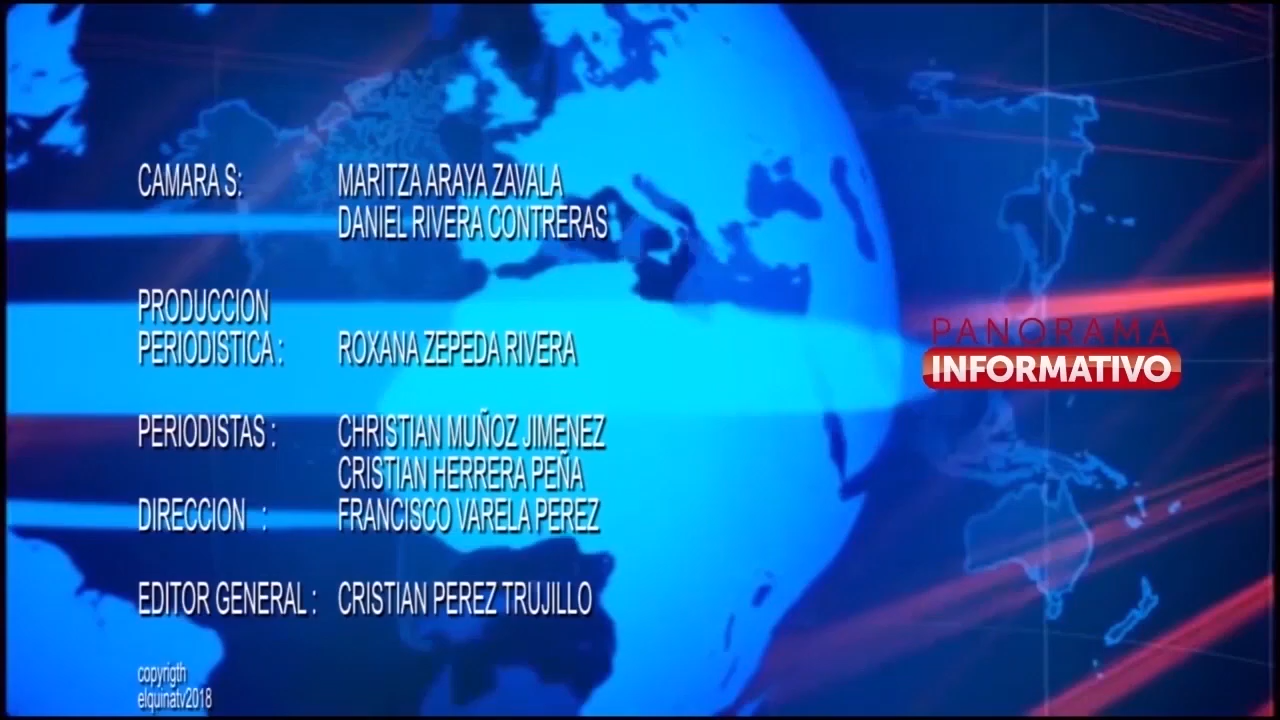 CAMARA S: MARITZA ARAYA ZAVALA
DANIEL RIVERA CONTRERAS
PRODUCCION
PERIODISTICA : ROXANA ZEPEDA RIVERA
PERIODISTAS : CHRISTIAN MUÑOZ JIMENEZ
CRISTIAN HERRERA PEÑA
DIRECCION : FRANCISCO VARELA PEREZ
EDITOR GENERAL : CRISTIAN PEREZ TRUJILLO
copyrigth
elquinatv2018
PANORAMA
INFORMATIVO